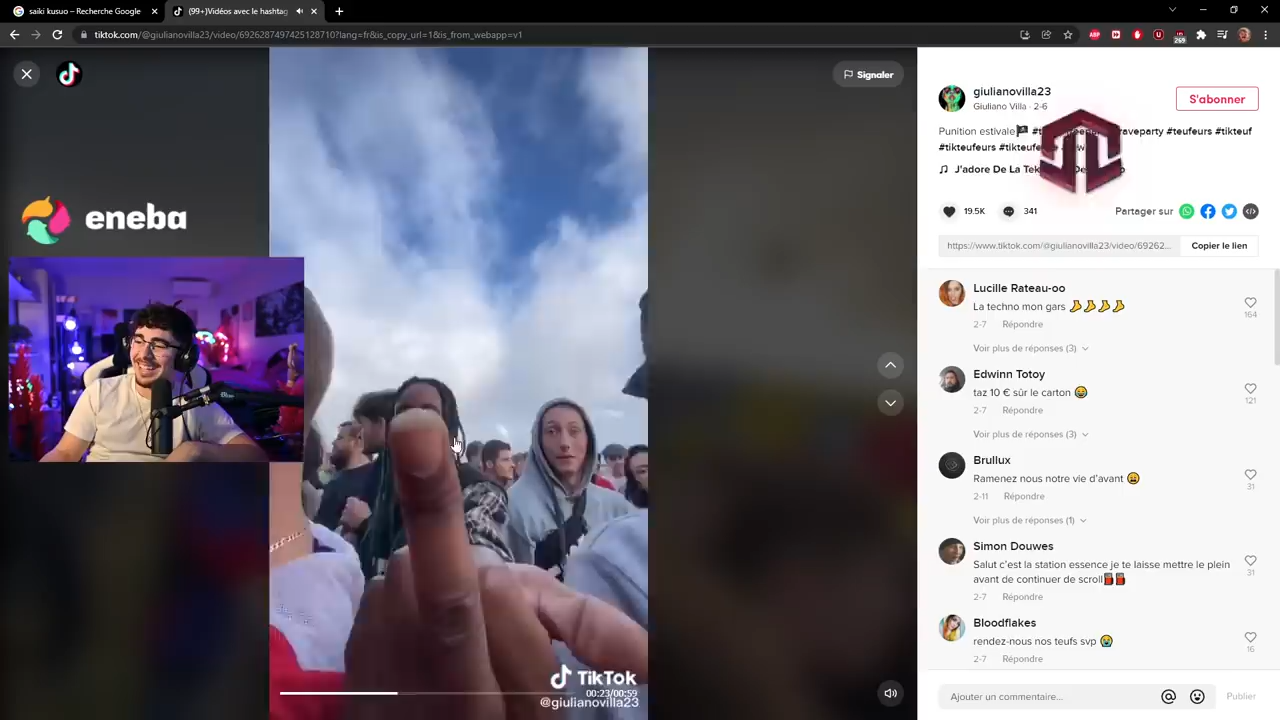 saiki kusuo – Recherche Google
(99+)Vidéos avec le hashtag
tiktok.com/@giulianovilla23/video/6926287497425128710?lang=fr&is_copy_url=1&is_from_webapp=v1
ABP
269
Signaler
eneba
TikTok
00:23/00:59
@giulianovilla23
giulianovilla23
Giuliano Villa · 2-6
S'abonner
Punition estivale🏴 #teufeurs #tikteuf
#tikteufeurs
J'adore De La
19.5K
341
Partager sur
https://www.tiktok.com/@giulianovilla23/video/69262...
Copier le lien
Lucille Rateau-oo
La techno mon gars 🦶🦶🦶🦶
164
2-7 Répondre
Voir plus de réponses (3)
Edwinn Totoy
taz 10 € sûr le carton 😄
121
2-7 Répondre
Voir plus de réponses (3)
Brullux
Ramenez nous notre vie d'avant 😩
31
2-11 Répondre
Voir plus de réponses (1)
Simon Douwes
Salut c'est la station essence je te laisse mettre le plein
avant de continuer de scroll⛽⛽
31
2-7 Répondre
Bloodflakes
rendez-nous nos teufs svp 😭
16
2-7 Répondre
Ajouter un commentaire...
Publier